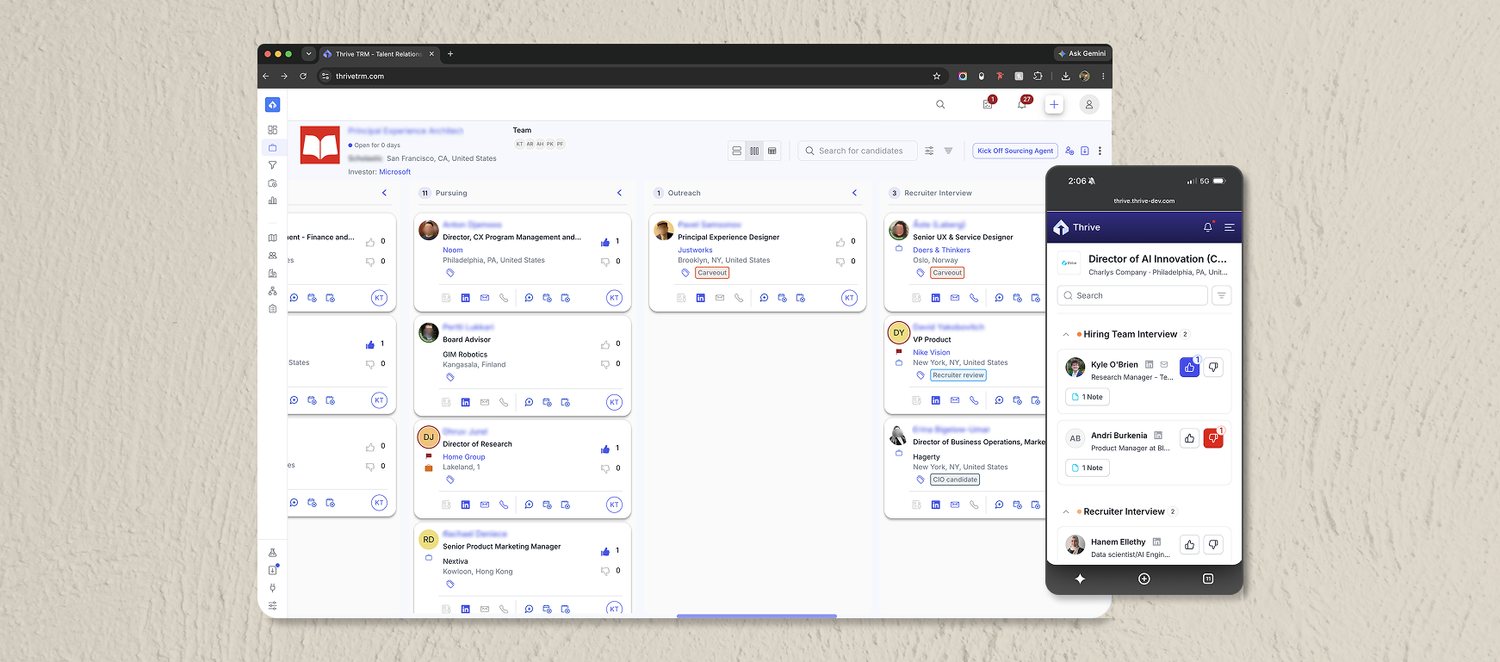 Thrive TRM - Talent Relations
Ask Gemini
thrivetrm.com
1
27
Open for 0 days
San Francisco, CA, United States
Investor: Microsoft
Team
KT AR AH PK PF
Search for candidates
Kick Off Sourcing Agent
ent - Finance and...
0
s
0
KT
1
States
0
KT
0
es
0
KT
11 Pursuing
Director, CX Program Management and...
1
Noom
Philadelphia, PA, United States
0
KT
Board Advisor
0
GIM Robotics
Kangasala, Finland
0
KT
DJ
Director of Research
1
Home Group
Lakeland, 1
0
KT
RD
Senior Product Marketing Manager
1
Nextiva
Kowloon, Hong Kong
0
KT
1 Outreach
Principal Experience Designer
0
Justworks
Brooklyn, NY, United States
0
Carveout
KT
3 Recruiter Interview
Senior UX & Service Designer
Doers & Thinkers
Oslo, Norway
Carveout
DY
VP Product
Nike Vision
New York, NY, United States
Recruiter review
Director of Business Operations, Marke
Hagerty
New York, NY, United States
CIO candidate
2:06
5G
thrive.thrive-dev.com
Thrive
Director of AI Innovation (C...
Charlys Company · Philadelphia, PA, Unit...
Search
Hiring Team Interview 2
Kyle O'Brien
1
Research Manager - Te...
1 Note
AB
Andri Burkenia
1
Product Manager at Bl...
1 Note
Recruiter Interview 2
Hanem Ellethy
Data scientist/AI Engin...
11